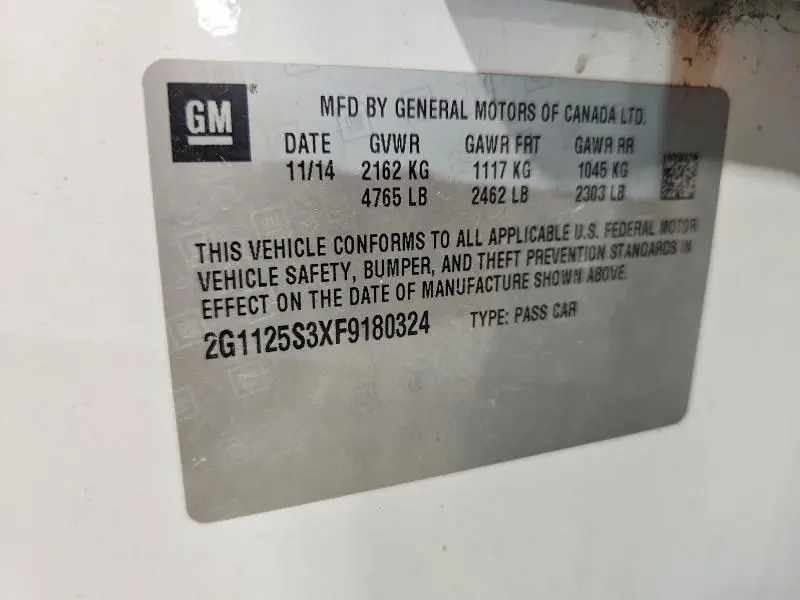 GM®
MFD BY GENERAL MOTORS OF CANADA LTD.
DATE GVWR GAWR FRT GAWR RR
11/14 2162 KG 1117 KG 1045 KG
4765 LB 2462 LB 2303 LB
THIS VEHICLE CONFORMS TO ALL APPLICABLE U.S. FEDERAL MOTOR
VEHICLE SAFETY, BUMPER, AND THEFT PREVENTION STANDARDS IN
EFFECT ON THE DATE OF MANUFACTURE SHOWN ABOVE.
2G1125S3XF9180324 TYPE: PASS CAR